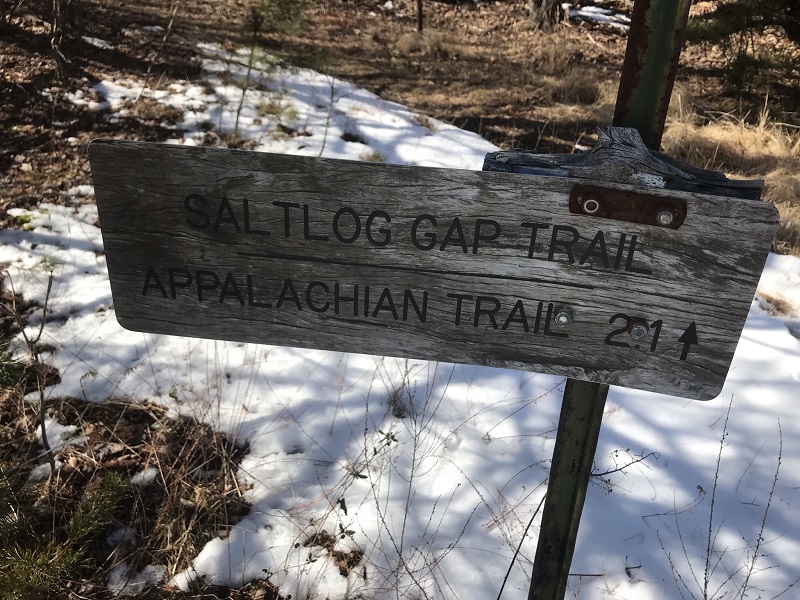 SALTLOG GAP TRAIL
APPALACHIAN TRAIL 2.1 ↑